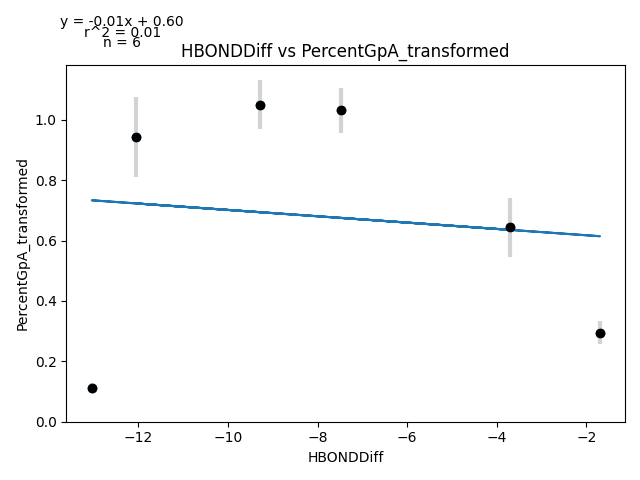 y = -0.01x + 0.60
r^2 = 0.01
n = 6
HBONDDiff vs PercentGpA_transformed
PercentGpA_transformed
1.0
0.8
0.6
0.4
0.2
0.0
−12
−10
−8
−6
−4
−2
HBONDDiff